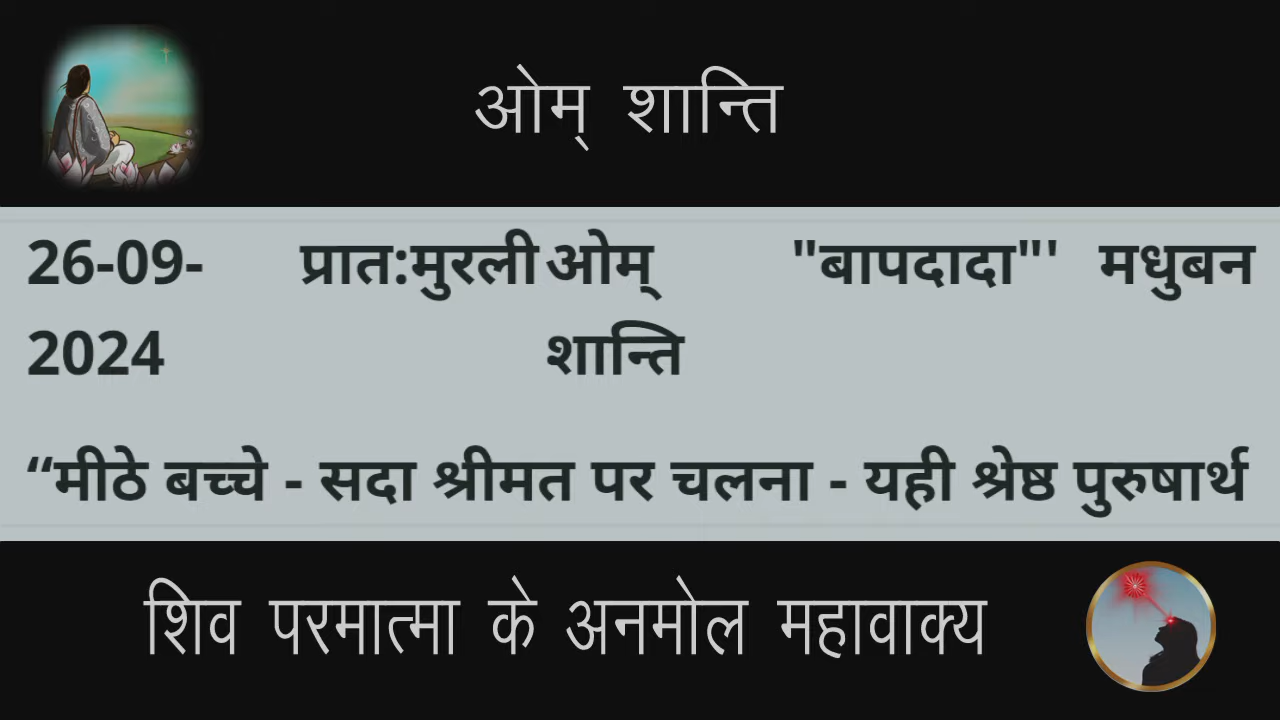 ओम् शान्ति
26-09- प्रात:मुरली ओम् "बापदादा"' मधुबन
2024 शान्ति
“मीठे बच्चे - सदा श्रीमत पर चलना - यही श्रेष्ठ पुरुषार्थ
शिव परमात्मा के अनमोल महावाक्य